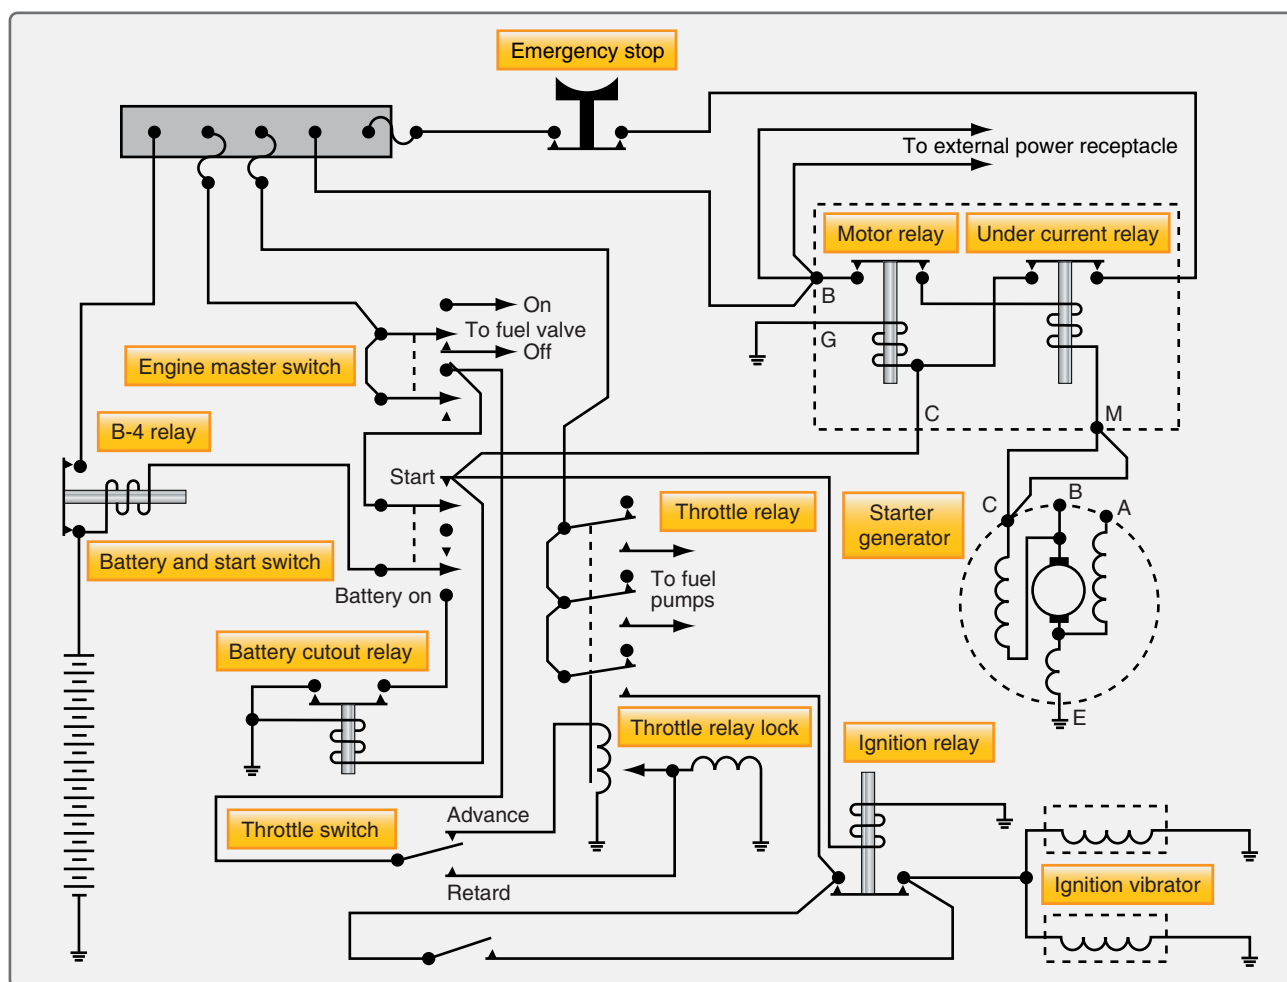 Emergency stop
To external power receptacle
Motor relay
Under current relay
B
G
C
M
On
To fuel valve
Off
Engine master switch
B-4 relay
Start
Battery and start switch
Battery on
Throttle relay
To fuel
pumps
Starter
generator
C
B
A
E
Battery cutout relay
Throttle relay lock
Ignition relay
Throttle switch
Advance
Retard
Ignition vibrator